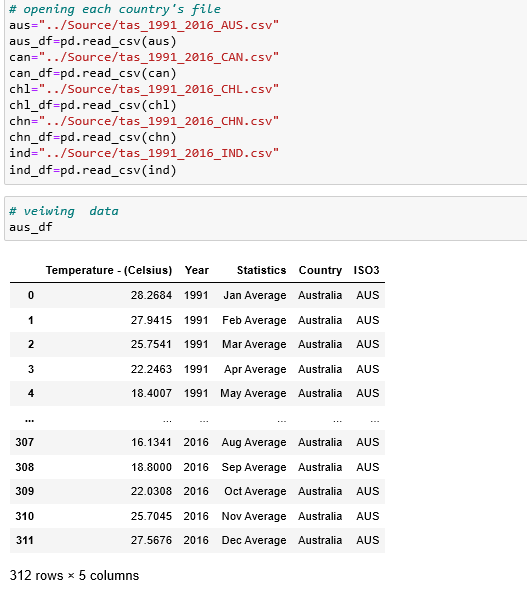 # opening each country's file
aus="../Source/tas_1991_2016_AUS.csv"
aus_df=pd.read_csv(aus)
can="../Source/tas_1991_2016_CAN.csv"
can_df=pd.read_csv(can)
chl="../Source/tas_1991_2016_CHL.csv"
chl_df=pd.read_csv(chl)
chn="../Source/tas_1991_2016_CHN.csv"
chn_df=pd.read_csv(chn)
ind="../Source/tas_1991_2016_IND.csv"
ind_df=pd.read_csv(ind)
# veiwing  data
aus_df
Temperature - (Celsius) Year Statistics Country ISO3
0 28.2684 1991 Jan Average Australia AUS
1 27.9415 1991 Feb Average Australia AUS
2 25.7541 1991 Mar Average Australia AUS
3 22.2463 1991 Apr Average Australia AUS
4 18.4007 1991 May Average Australia AUS
... ... ... ... ... ...
307 16.1341 2016 Aug Average Australia AUS
308 18.8000 2016 Sep Average Australia AUS
309 22.0308 2016 Oct Average Australia AUS
310 25.7045 2016 Nov Average Australia AUS
311 27.5676 2016 Dec Average Australia AUS
312 rows × 5 columns